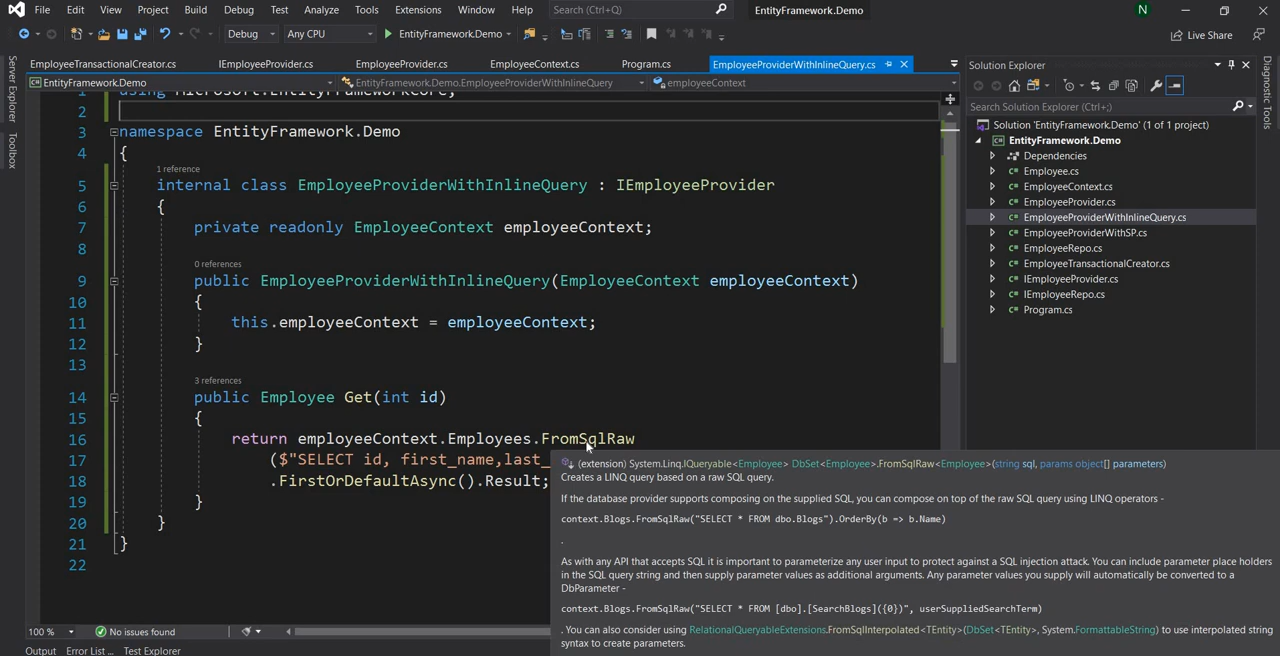 File Edit View Project Build Debug Test Analyze Tools Extensions Window Help Search (Ctrl+Q) EntityFramework.Demo N
Debug Any CPU EntityFramework.Demo Live Share
Server Explorer
Toolbox
EmployeeTransactionalCreator.cs IEmployeeProvider.cs EmployeeProvider.cs EmployeeContext.cs Program.cs EmployeeProviderWithInlineQuery.cs
EntityFramework.Demo EntityFramework.Demo.EmployeeProviderWithInlineQuery employeeContext
1 using Microsoft.EntityFrameworkCore;
2
3 namespace EntityFramework.Demo
4 {
1 reference
5 internal class EmployeeProviderWithInlineQuery : IEmployeeProvider
6 {
7 private readonly EmployeeContext employeeContext;
8
0 references
9 public EmployeeProviderWithInlineQuery(EmployeeContext employeeContext)
10 {
11 this.employeeContext = employeeContext;
12 }
13
3 references
14 public Employee Get(int id)
15 {
16 return employeeContext.Employees.FromSqlRaw
17 ($"SELECT id, first_name,last_
18 .FirstOrDefaultAsync().Result;
19 }
20 }
21 }
22
(extension) System.Linq.IQueryable<Employee> DbSet<Employee>.FromSqlRaw<Employee>(string sql, params object[] parameters)
Creates a LINQ query based on a raw SQL query.
If the database provider supports composing on the supplied SQL, you can compose on top of the raw SQL query using LINQ operators -
context.Blogs.FromSqlRaw("SELECT * FROM dbo.Blogs").OrderBy(b => b.Name)
.
As with any API that accepts SQL it is important to parameterize any user input to protect against a SQL injection attack. You can include parameter place holders
in the SQL query string and then supply parameter values as additional arguments. Any parameter values you supply will automatically be converted to a
DbParameter -
context.Blogs.FromSqlRaw("SELECT * FROM [dbo].[SearchBlogs]({0})", userSuppliedSearchTerm)
. You can also consider using RelationalQueryableExtensions.FromSqlInterpolated<TEntity>(DbSet<TEntity>, System.FormattableString) to use interpolated string
syntax to create parameters.
100 % No issues found
Output Error List ... Test Explorer
Solution Explorer
Search Solution Explorer (Ctrl+;)
Solution 'EntityFramework.Demo' (1 of 1 project)
EntityFramework.Demo
Dependencies
Employee.cs
EmployeeContext.cs
EmployeeProvider.cs
EmployeeProviderWithInlineQuery.cs
EmployeeProviderWithSP.cs
EmployeeRepo.cs
EmployeeTransactionalCreator.cs
IEmployeeProvider.cs
IEmployeeRepo.cs
Program.cs
Diagnostic Tools